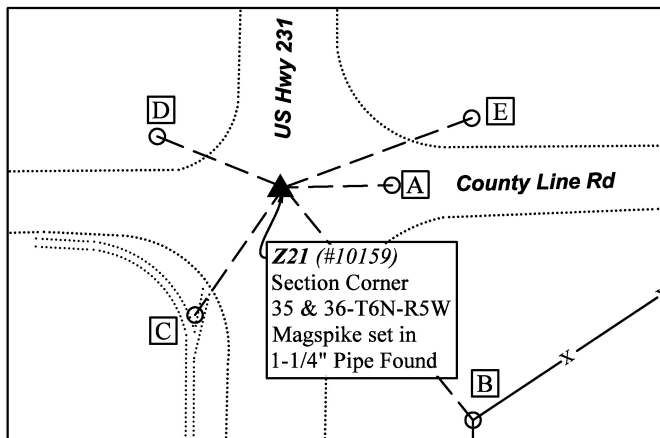 US Hwy 231
D
E
A
County Line Rd
Z21 (#10159)
Section Corner
35 & 36-T6N-R5W
Magspike set in
1-1/4" Pipe Found
C
B
x